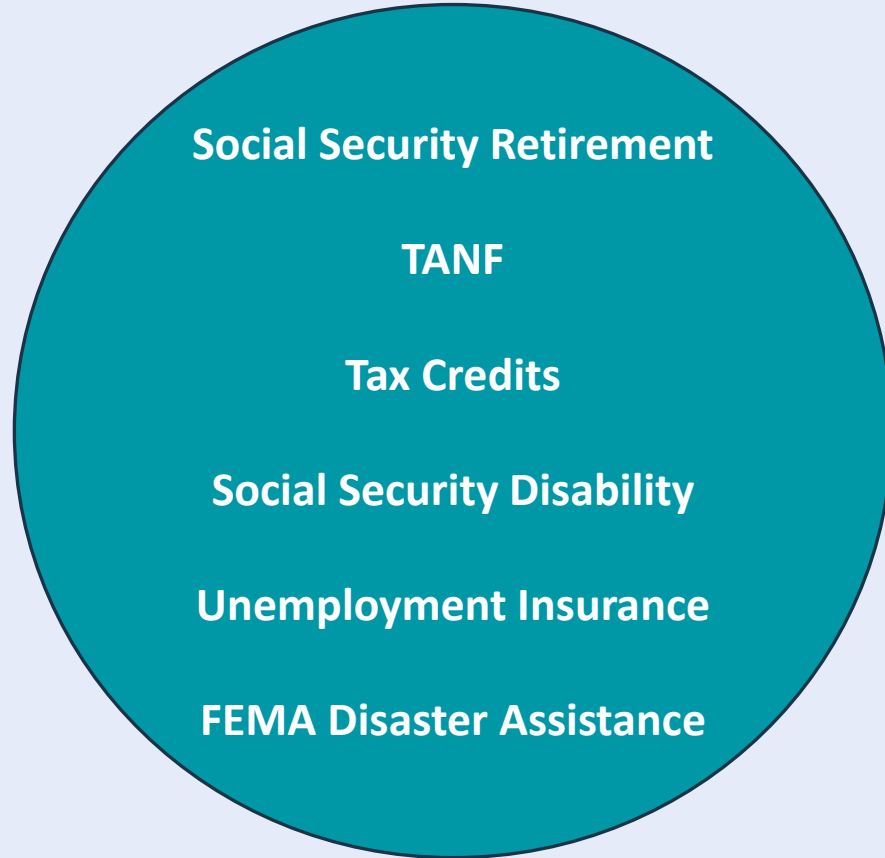 Social Security Retirement
TANF
Tax Credits
Social Security Disability
Unemployment Insurance
FEMA Disaster Assistance